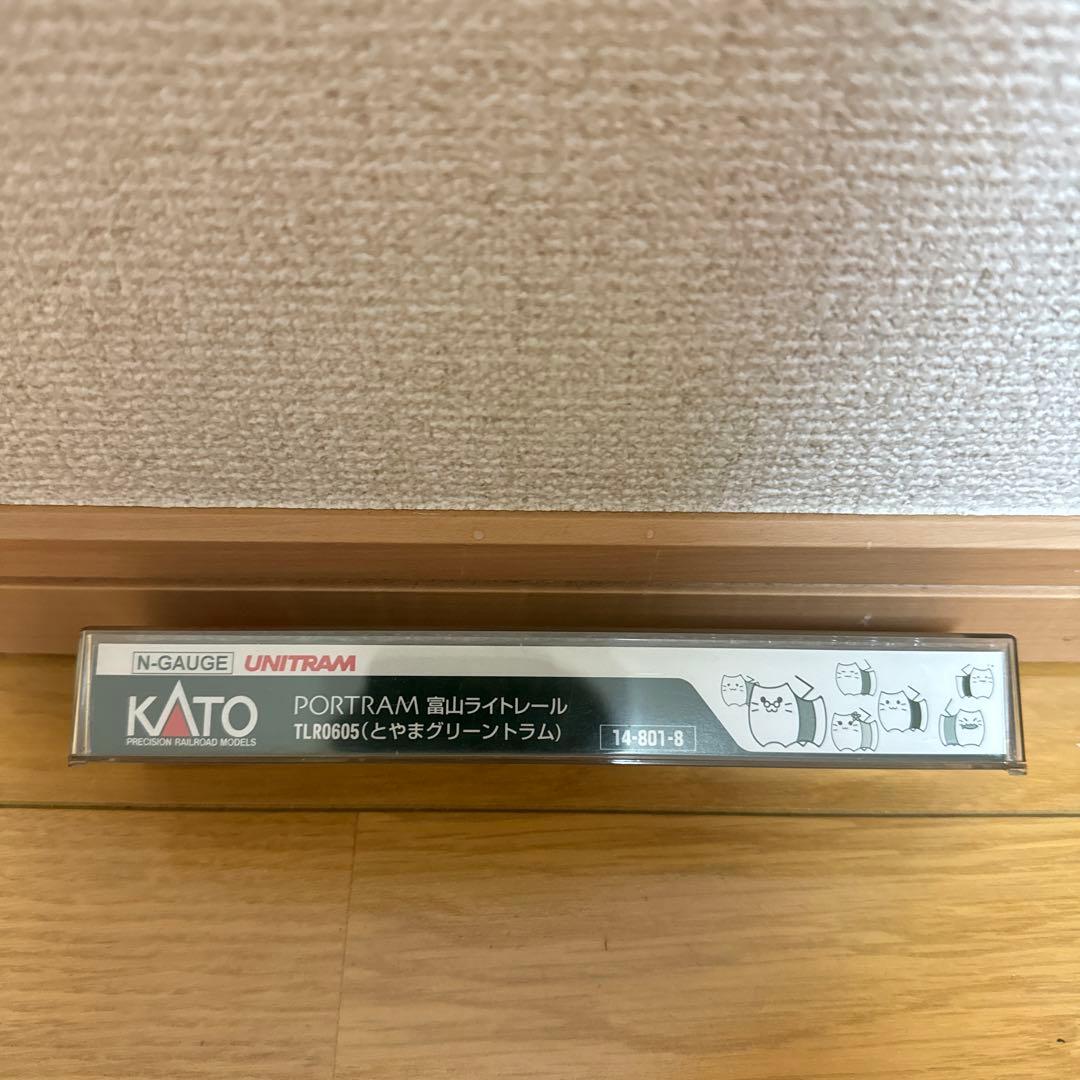 N-GAUGE UNITRAM
KATO
PRECISION RAILROAD MODELS
PORTRAM 富山ライトレール
TLR0605(とやまグリーントラム)
14-801-8